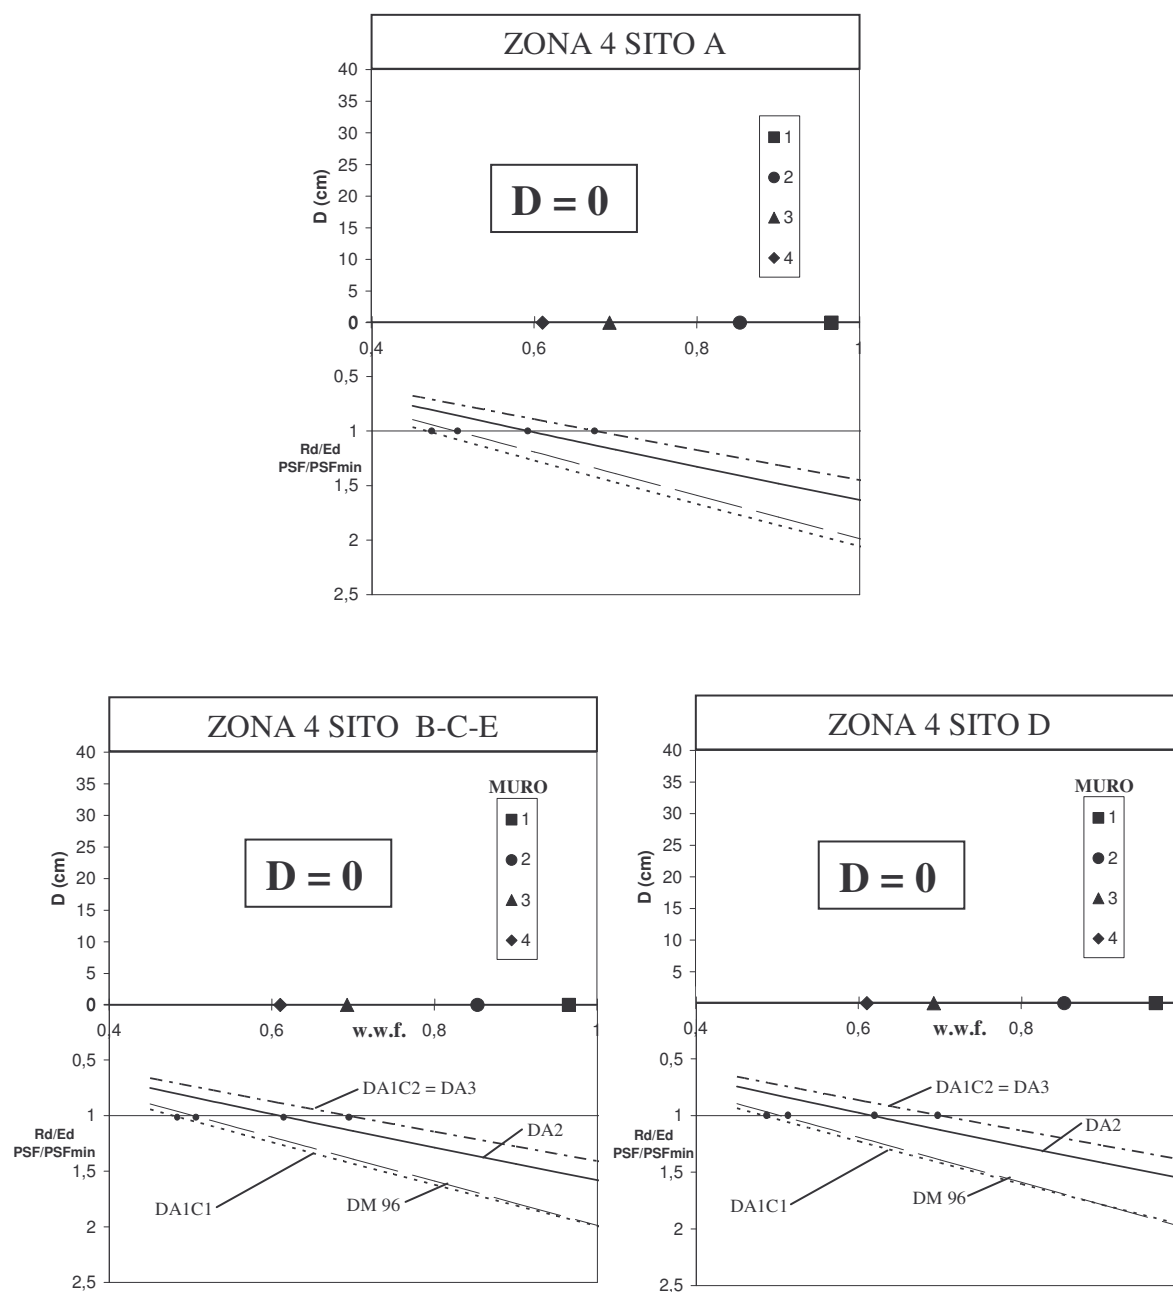 ZONA 4 SITO A
40
35
30
25
20
15
10
5
0
D (cm)
D = 0
1
2
3
4
0,4
0,6
0,8
1
0,5
1
1,5
2
2,5
Rd/Ed
PSF/PSFmin
ZONA 4 SITO B-C-E
40
35
30
25
20
15
10
5
0
D (cm)
D = 0
MURO
1
2
3
4
0,4
0,6
w.w.f.
0,8
1
0,5
1
1,5
2
2,5
Rd/Ed
PSF/PSFmin
DA1C2 = DA3
DA2
DA1C1
DM 96
ZONA 4 SITO D
40
35
30
25
20
15
10
5
D (cm)
D = 0
MURO
1
2
3
4
0,4
0,6
w.w.f.
0,8
0,5
1
1,5
2
2,5
Rd/Ed
PSF/PSFmin
DA1C2 = DA3
DA2
DA1C1
DM 96